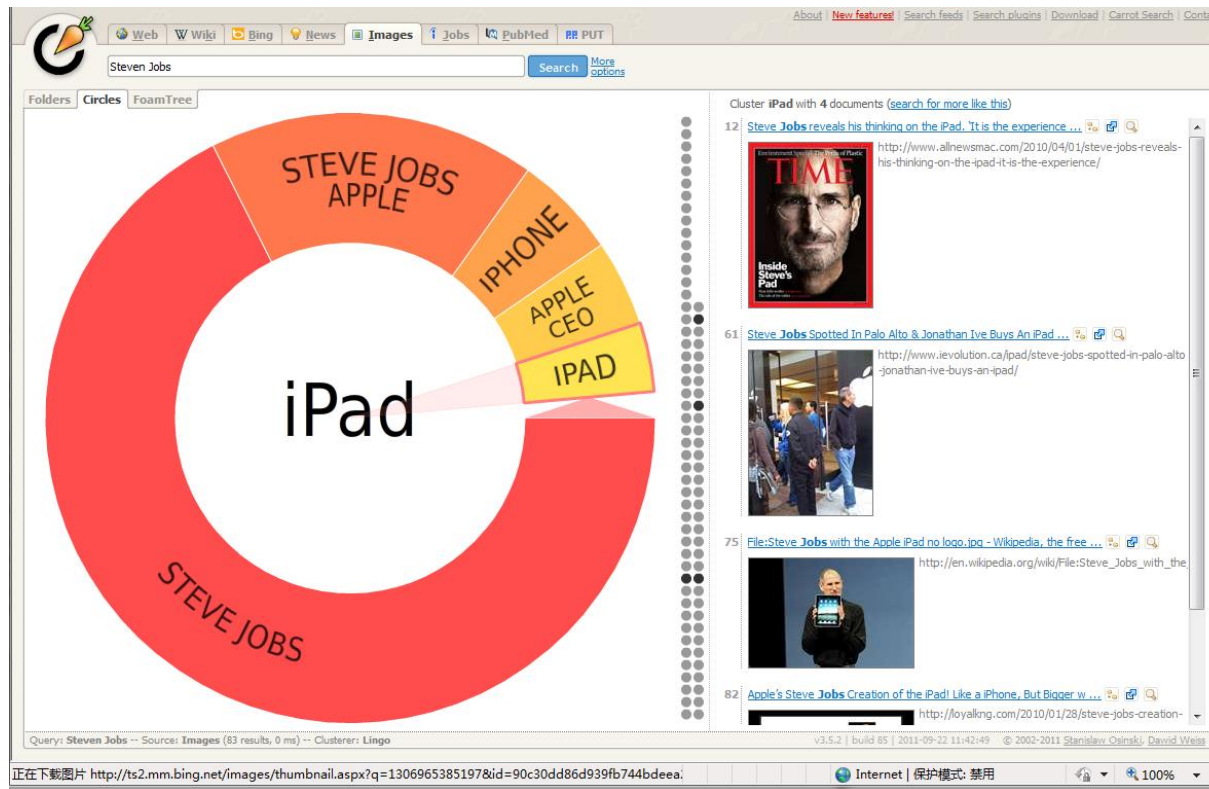 About | New features! | Search feeds | Search plugins | Download | Carrot Search |
Web Wiki Bing News Images Jobs PubMed PUT
Steven Jobs Search More options
Folders Circles FoamTree
STEVE JOBS
APPLE
IPHONE
APPLE
CEO
IPAD
iPad
STEVE JOBS
Cluster iPad with 4 documents (search for more like this)
12 Steve Jobs reveals his thinking on the iPad. 'It is the experience ...
http://www.allnewsmac.com/2010/04/01/steve-jobs-reveals-
his-thinking-on-the-ipad-it-is-the-experience/
TIME
Inside
Steve's
Pad
61 Steve Jobs Spotted In Palo Alto & Jonathan Ive Buys An iPad ...
http://www.ievolution.ca/ipad/steve-jobs-spotted-in-palo-alto
-jonathan-ive-buys-an-ipad/
75 File:Steve Jobs with the Apple iPad no logo.jpg - Wikipedia, the free ...
http://en.wikipedia.org/wiki/File:Steve_Jobs_with_the_
82 Apple's Steve Jobs Creation of the iPad! Like a iPhone, But Bigger w ...
http://loyalkng.com/2010/01/28/steve-jobs-creation-
Query: Steven Jobs -- Source: Images (83 results, 0 ms) -- Clusterer: Lingo
v3.5.2 | build 65 | 2011-09-22 11:42:49 © 2002-2011 Stanislaw Osinski, Dawid Weiss
正在下载图片 http://ts2.mm.bing.net/images/thumbnail.aspx?q=1306965385197&id=90c30dd86d939fb744bdeea
Internet | 保护模式: 禁用 100%